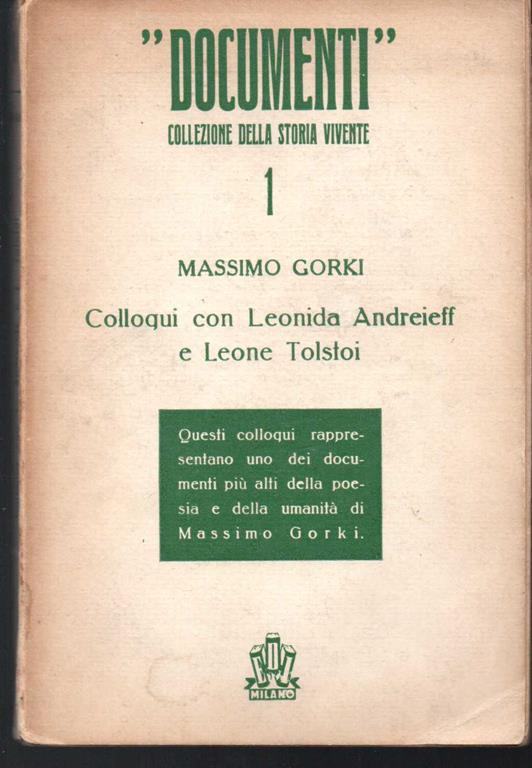 "DOCUMENTI"
COLLEZIONE DELLA STORIA VIVENTE
1
MASSIMO GORKI
Colloqui con Leonida Andreieff
e Leone Tolstoi
Questi colloqui rappre-
sentano uno dei docu-
menti più alti della poe-
sia e della umanità di
Massimo Gorki.
MILANO